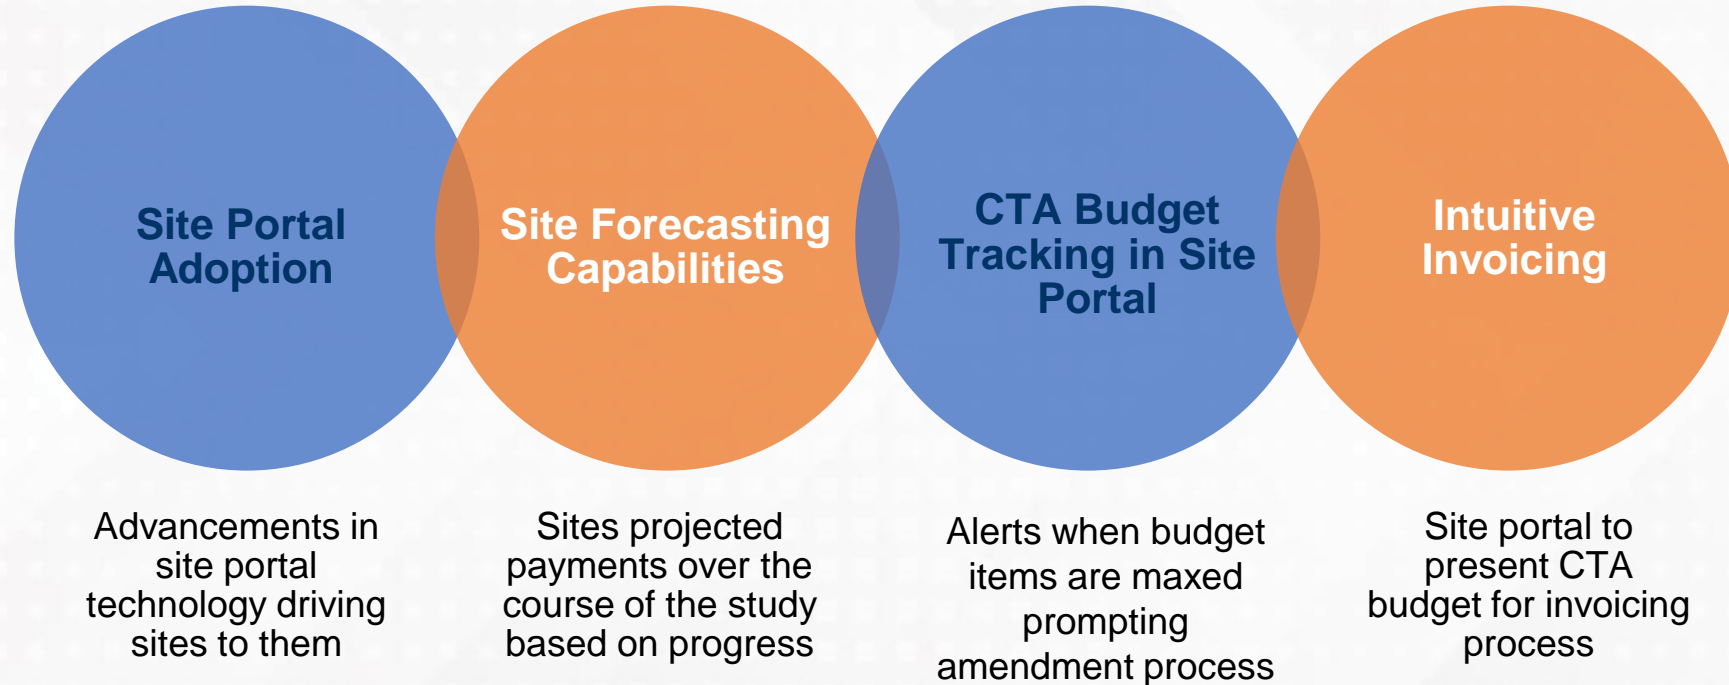 Site Portal
Adoption
Site Forecasting
Capabilities
CTA Budget
Tracking in Site
Portal
Intuitive
Invoicing
Advancements in
site portal
technology driving
sites to them
Sites projected
payments over the
course of the study
based on progress
Alerts when budget
items are maxed
prompting
amendment process
Site portal to
present CTA
budget for invoicing
process